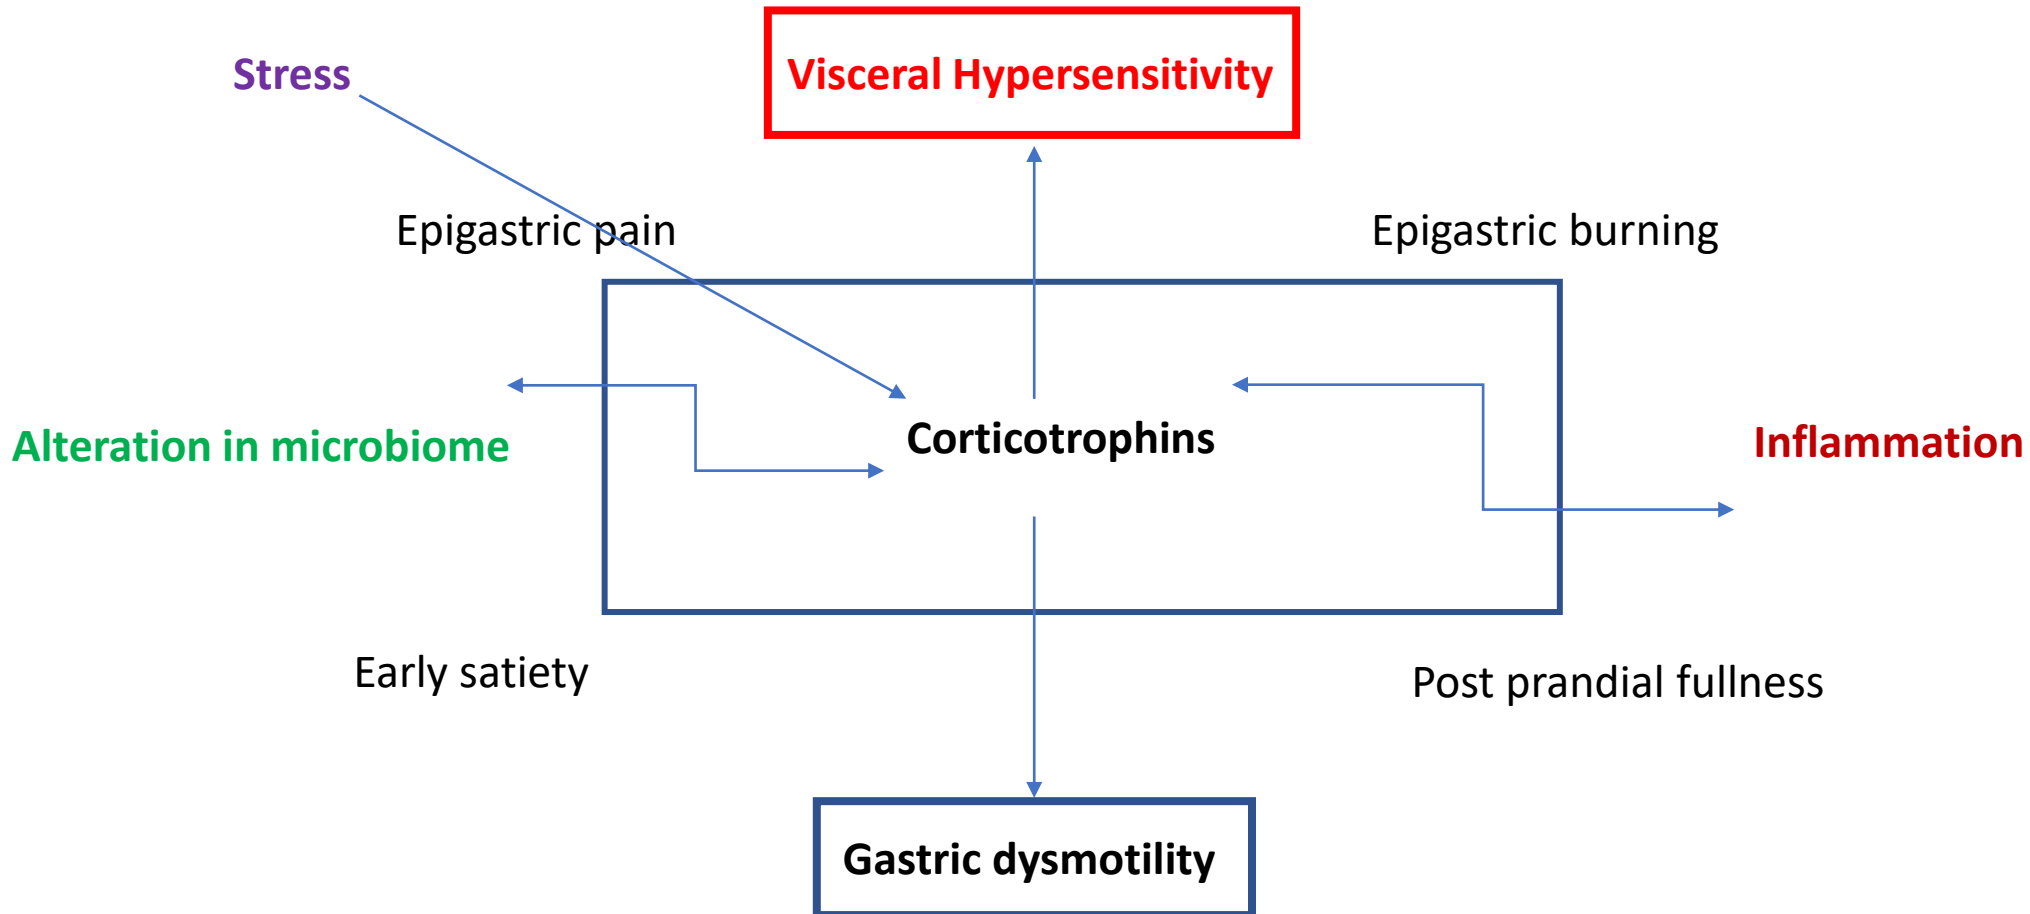 Stress
Visceral Hypersensitivity
Epigastric pain
Epigastric burning
Alteration in microbiome
Corticotrophins
Inflammation
Early satiety
Post prandial fullness
Gastric dysmotility